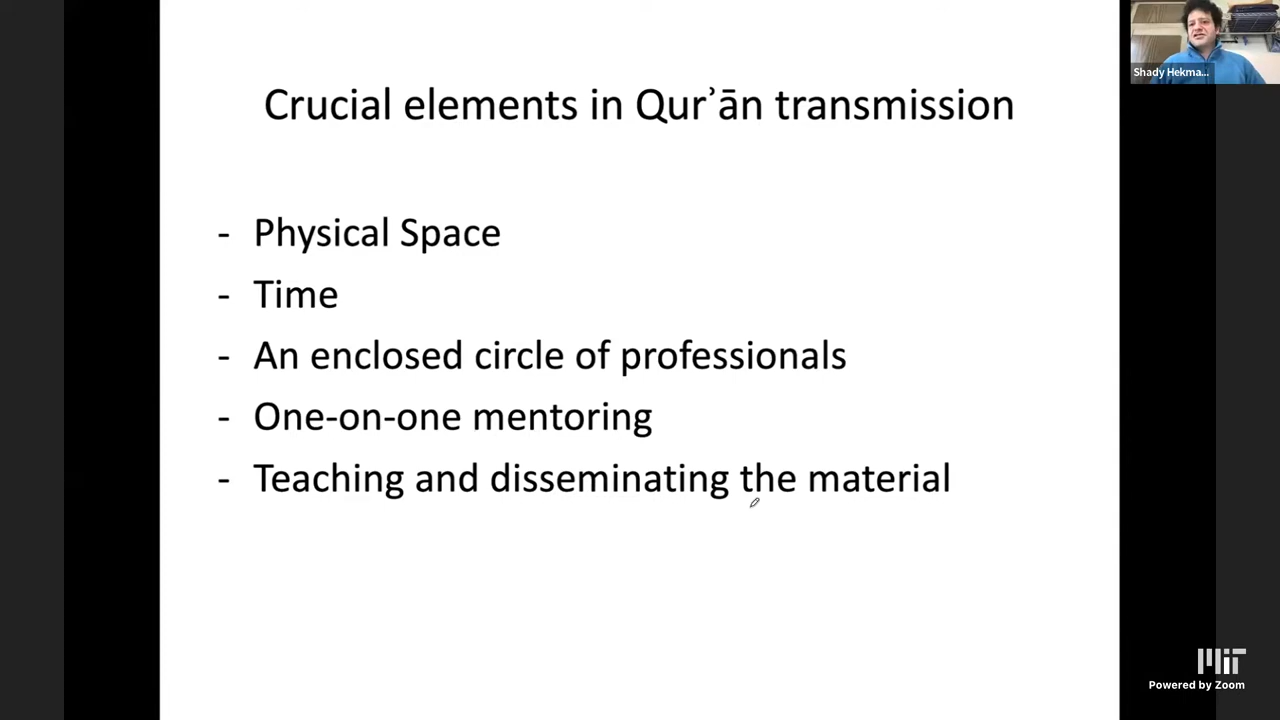 Crucial elements in Qurʾān transmission
- Physical Space
- Time
- An enclosed circle of professionals
- One-on-one mentoring
- Teaching and disseminating the material
Shady Hekma...
MIT
Powered by Zoom